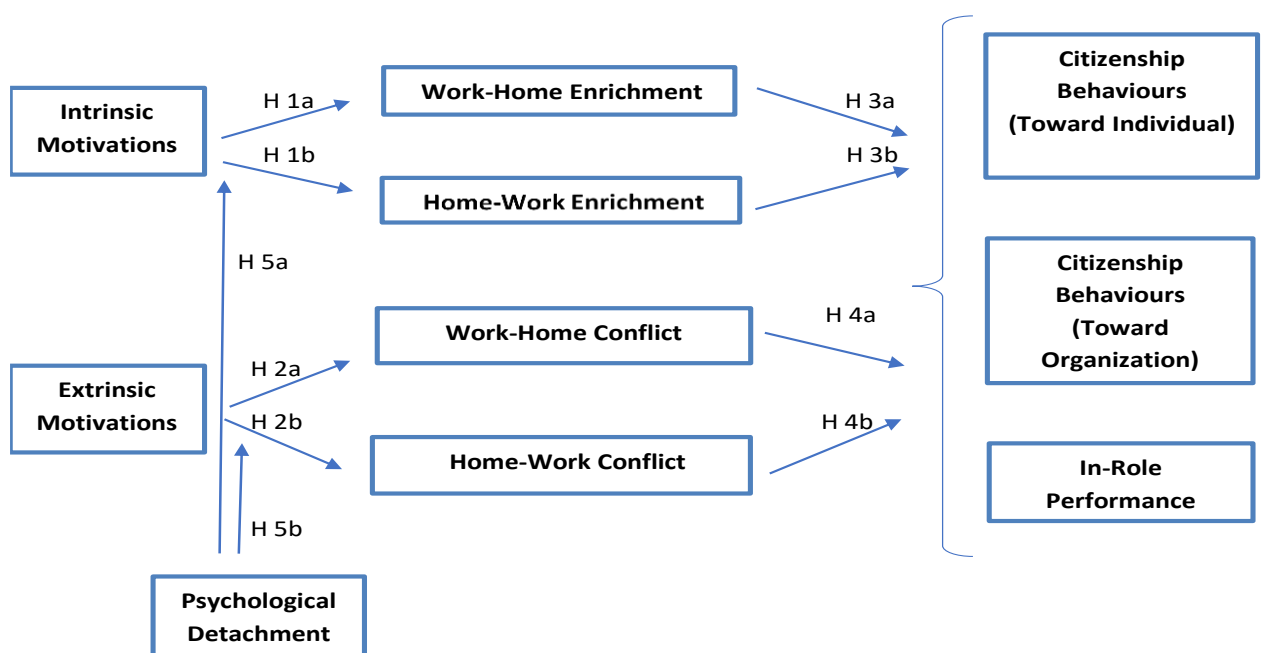 Intrinsic
Motivations
H 1a
H 1b
Work-Home Enrichment
Home-Work Enrichment
H 3a
H 3b
Citizenship
Behaviours
(Toward Individual)
H 5a
Citizenship
Behaviours
(Toward
Organization)
Extrinsic
Motivations
H 2a
H 2b
Work-Home Conflict
Home-Work Conflict
H 4a
H 4b
In-Role
Performance
H 5b
Psychological
Detachment